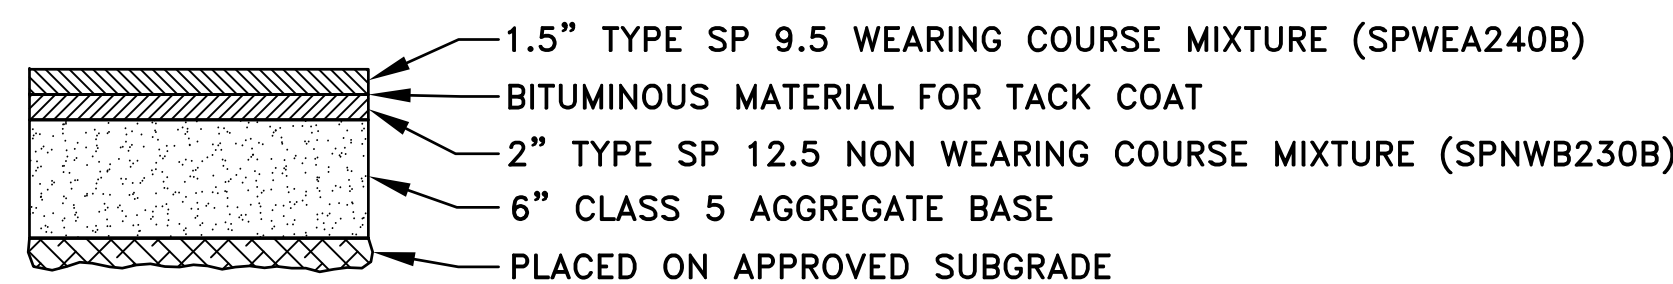 1.5” TYPE SP 9.5 WEARING COURSE MIXTURE (SPWEA240B)
BITUMINOUS MATERIAL FOR TACK COAT
2” TYPE SP 12.5 NON WEARING COURSE MIXTURE (SPNWB230B)
6” CLASS 5 AGGREGATE BASE
PLACED ON APPROVED SUBGRADE